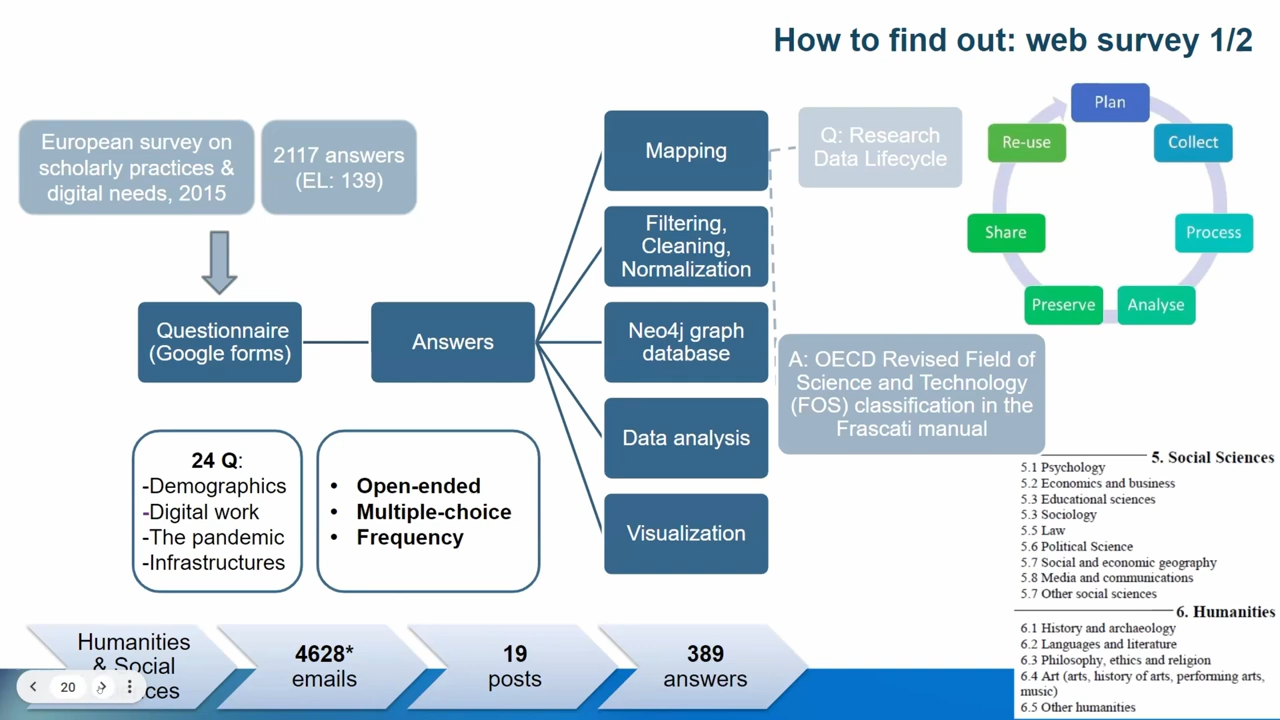 How to find out: web survey 1/2
European survey on
scholarly practices &
digital needs, 2015
2117 answers
(EL: 139)
Questionnaire
(Google forms)
Answers
Mapping
Filtering,
Cleaning,
Normalization
Neo4j graph
database
Data analysis
Visualization
Q: Research
Data Lifecycle
A: OECD Revised Field of
Science and Technology
(FOS) classification in the
Frascati manual
Plan
Collect
Process
Analyse
Preserve
Share
Re-use
24 Q:
-Demographics
-Digital work
-The pandemic
-Infrastructures
• Open-ended
• Multiple-choice
• Frequency
5. Social Sciences
5.1 Psychology
5.2 Economics and business
5.3 Educational sciences
5.3 Sociology
5.5 Law
5.6 Political Science
5.7 Social and economic geography
5.8 Media and communications
5.7 Other social sciences
6. Humanities
6.1 History and archaeology
6.2 Languages and literature
6.3 Philosophy, ethics and religion
6.4 Art (arts, history of arts, performing arts,
music)
6.5 Other humanities
Humanities
& Social
ces
4628*
emails
19
posts
389
answers
20